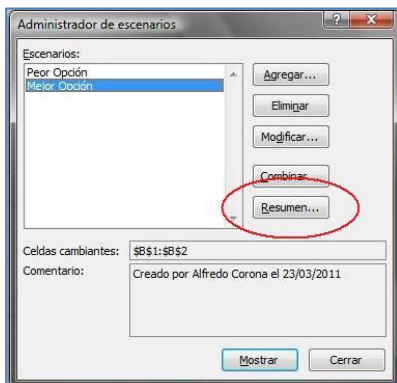 Administrador de escenarios
Escenarios:
Peor Opción
Mejor Opción
Agregar...
Eliminar
Modificar...
Combinar...
Resumen...
Celdas cambiantes: $B$1:$B$2
Comentario: Creado por Alfredo Corona el 23/03/2011
Mostrar Cerrar